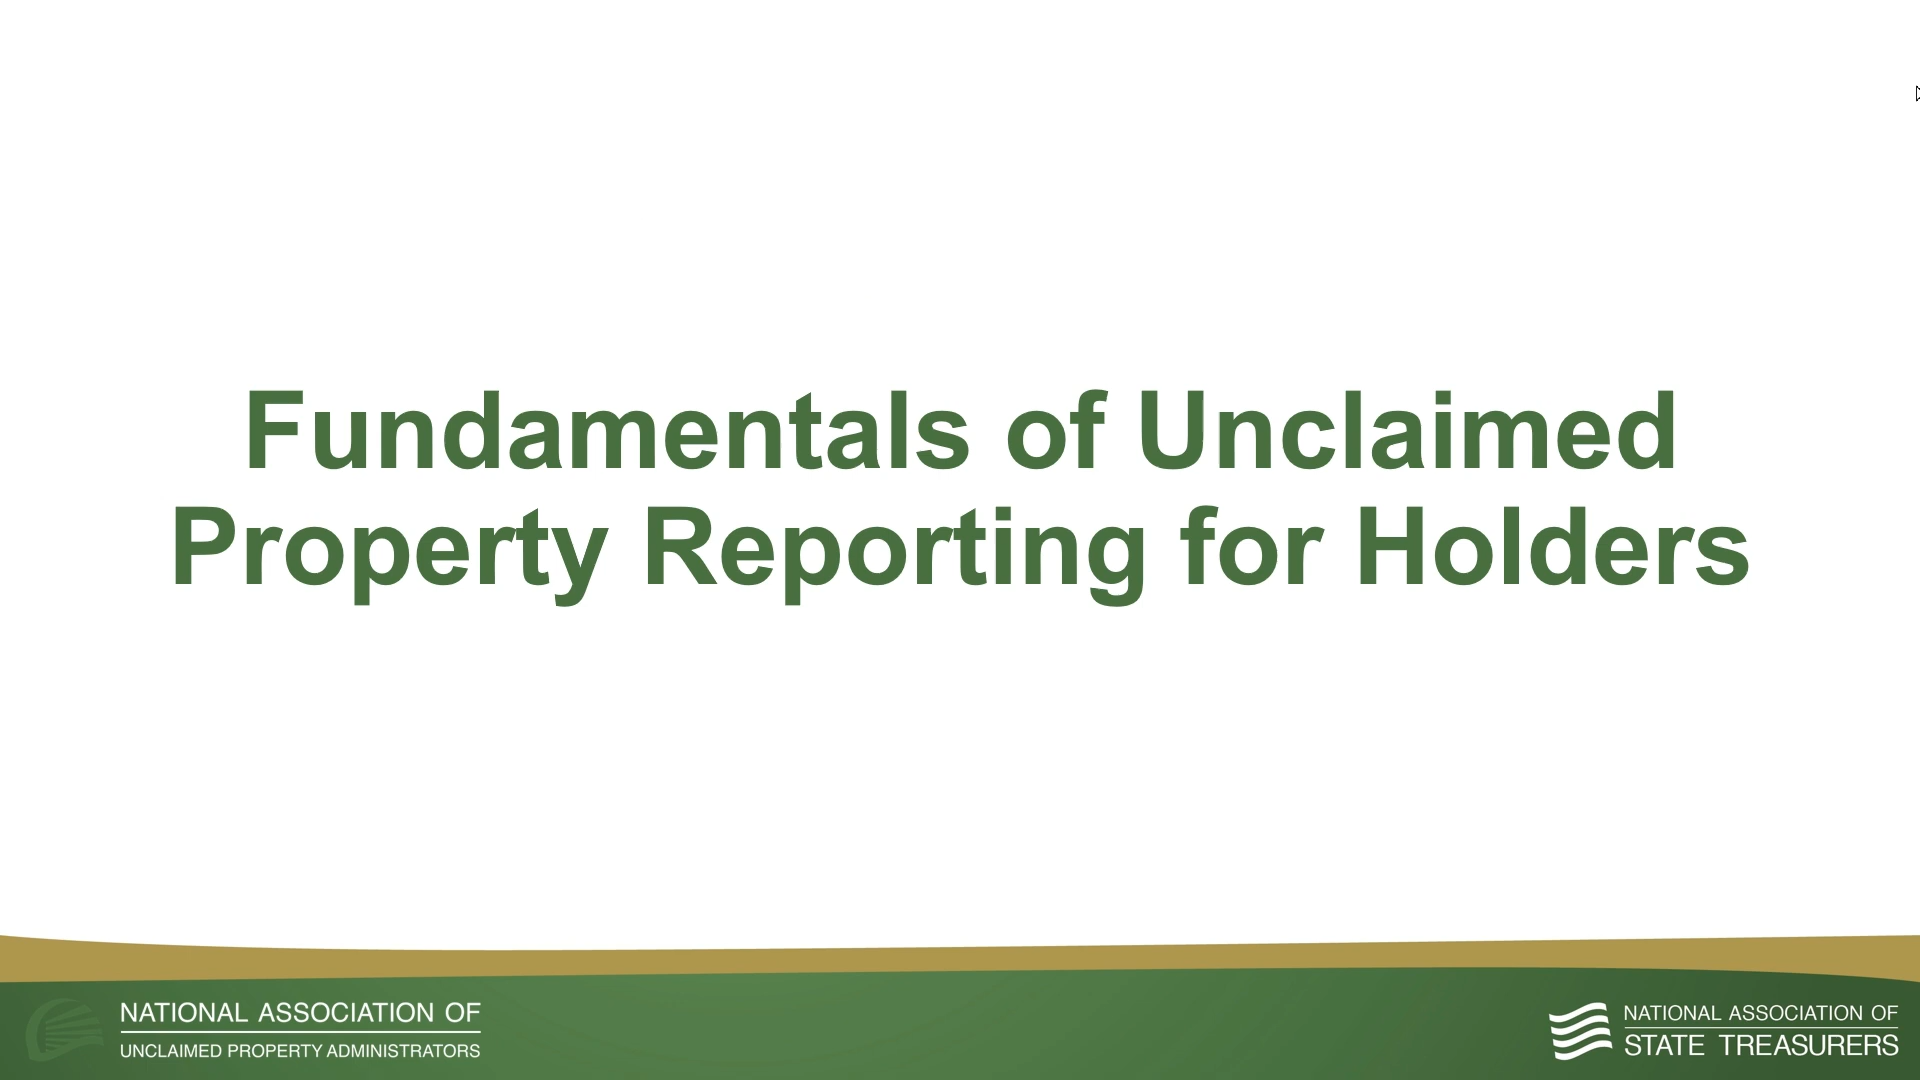 Fundamentals of Unclaimed
Property Reporting for Holders
NATIONAL ASSOCIATION OF
UNCLAIMED PROPERTY ADMINISTRATORS
NATIONAL ASSOCIATION OF
STATE TREASURERS